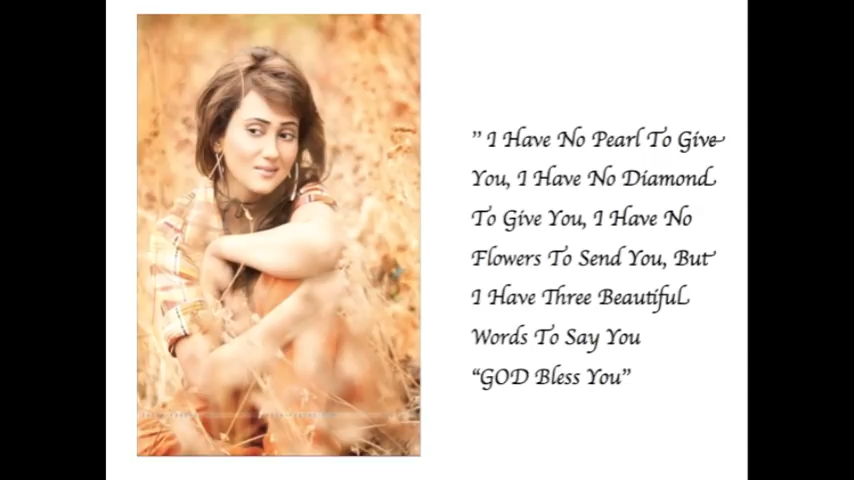 ” I Have No Pearl To Give
You, I Have No Diamond
To Give You, I Have No
Flowers To Send You, But
I Have Three Beautiful
Words To Say You
“GOD Bless You”